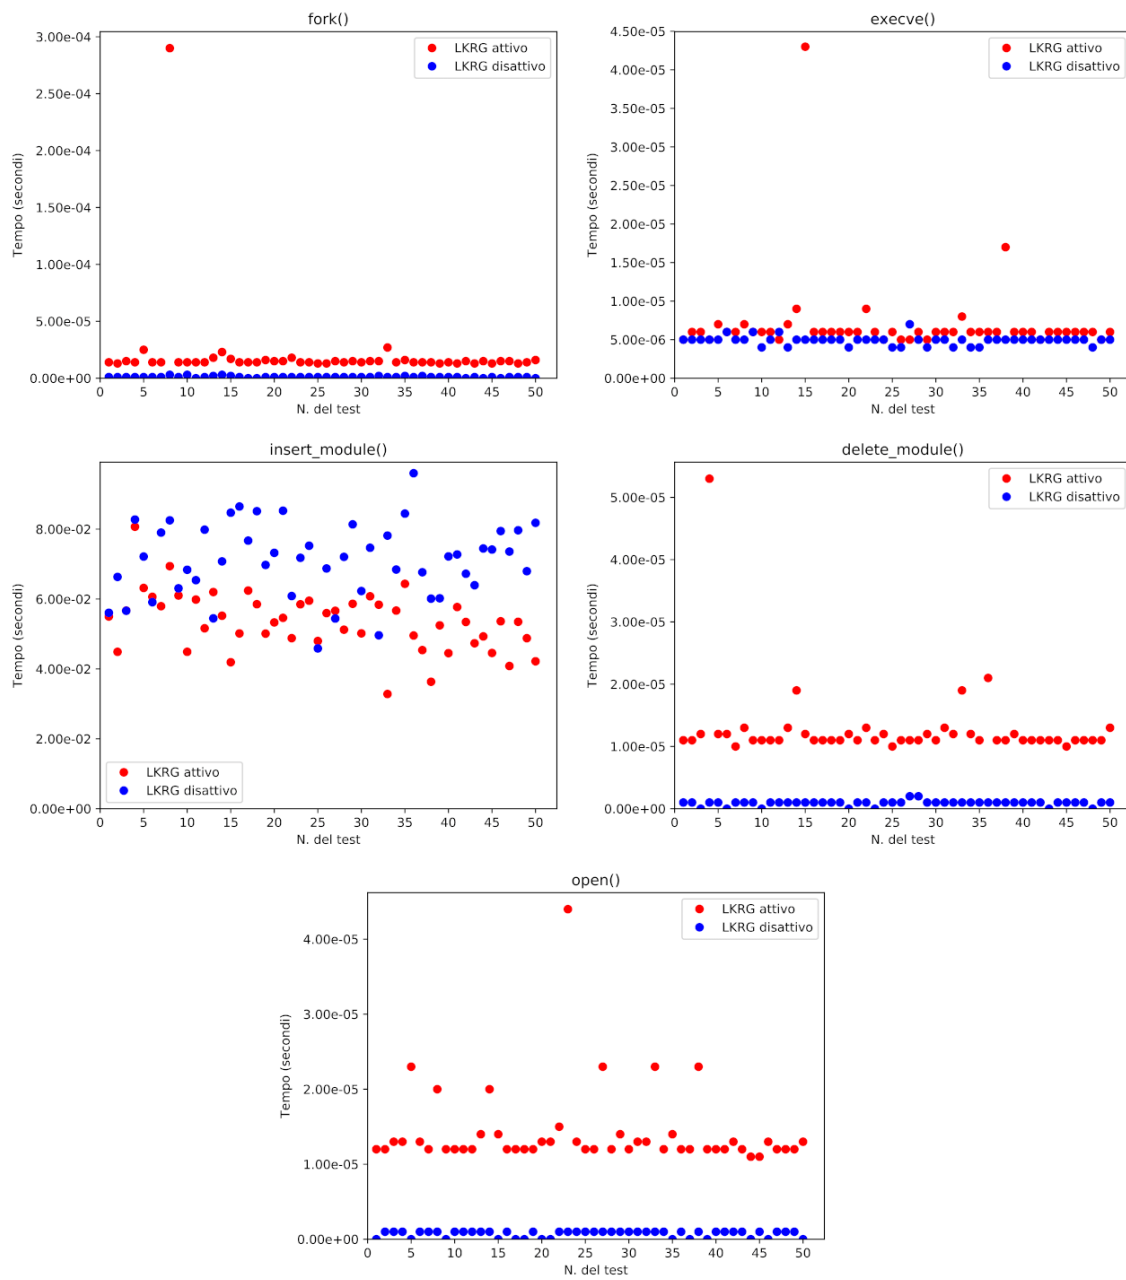 fork()
3.00e-04
2.50e-04
2.00e-04
1.50e-04
1.00e-04
5.00e-05
0.00e+00
Tempo (secondi)
LKRG attivo
LKRG disattivo
0 5 10 15 20 25 30 35 40 45 50
N. del test
execve()
4.50e-05
4.00e-05
3.50e-05
3.00e-05
2.50e-05
2.00e-05
1.50e-05
1.00e-05
5.00e-06
0.00e+00
Tempo (secondi)
LKRG attivo
LKRG disattivo
0 5 10 15 20 25 30 35 40 45 50
N. del test
insert_module()
8.00e-02
6.00e-02
4.00e-02
2.00e-02
0.00e+00
Tempo (secondi)
LKRG attivo
LKRG disattivo
0 5 10 15 20 25 30 35 40 45 50
N. del test
delete_module()
5.00e-05
4.00e-05
3.00e-05
2.00e-05
1.00e-05
0.00e+00
Tempo (secondi)
LKRG attivo
LKRG disattivo
0 5 10 15 20 25 30 35 40 45 50
N. del test
open()
4.00e-05
3.00e-05
2.00e-05
1.00e-05
0.00e+00
Tempo (secondi)
LKRG attivo
LKRG disattivo
0 5 10 15 20 25 30 35 40 45 50
N. del test